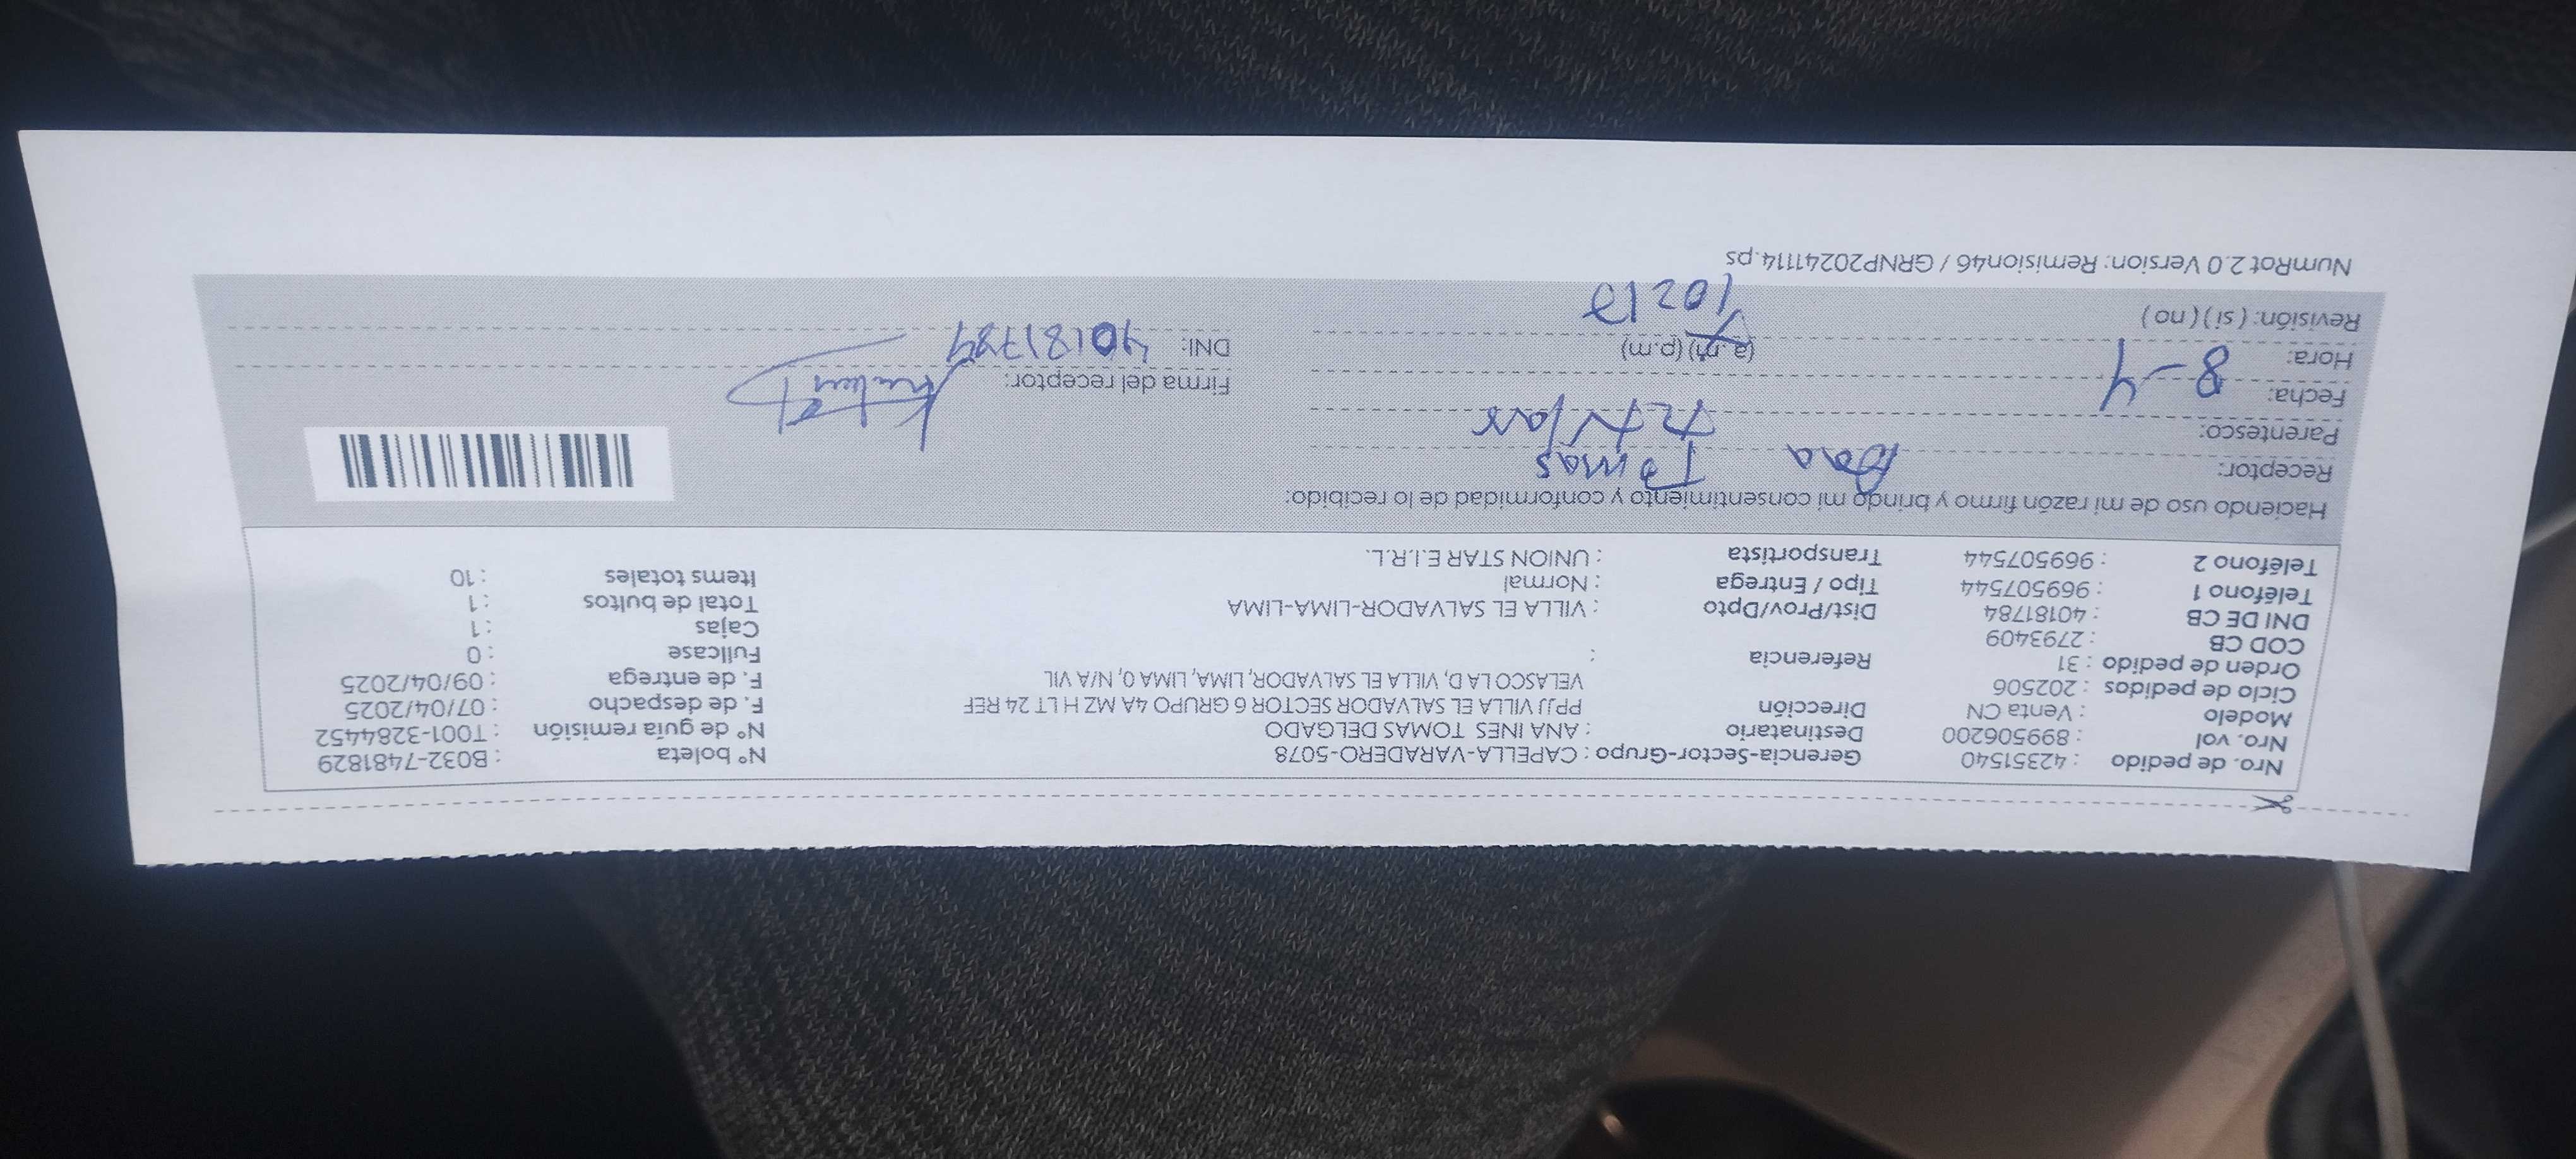 Nro. de pedido : 42351540 Gerencia-Sector-Grupo : CAPELLA-VARADERO-5078 N° boleta : B032-7481829
Nro. vol : 899506200 Destinatario : ANA INES TOMAS DELGADO N° de guía remisión : T001-3284452
Modelo : Venta CN Dirección PPJJ VILLA EL SALVADOR SECTOR 6 GRUPO 4A MZ H LT 24 REF F. de despacho : 07/04/2025
Ciclo de pedidos : 202506 VELASCO LA D, VILLA EL SALVADOR, LIMA, LIMA 0, N/A VIL F. de entrega : 09/04/2025
Orden de pedido : 31 Referencia : Fullcase : 0
COD CB : 2793409 Cajas : 1
DNI DE CB : 40181784 Dist/Prov/Dpto : VILLA EL SALVADOR-LIMA-LIMA Total de bultos : 1
Teléfono 1 : 969507544 Tipo / Entrega : Normal Items totales : 10
Teléfono 2 : 969507544 Transportista : UNION STAR E.I.R.L.
Haciendo uso de mi razón firmo y brindo mi consentimiento y conformidad de lo recibido:
Receptor: Tomas
Parentesco:
Fecha: 8-4 Firma del receptor:
Hora: (a.m) (p.m) DNI: 40181784
Revisión: ( si ) ( no )
NumRot 2.0 Version: Remision46 / GRNP20241114.ps